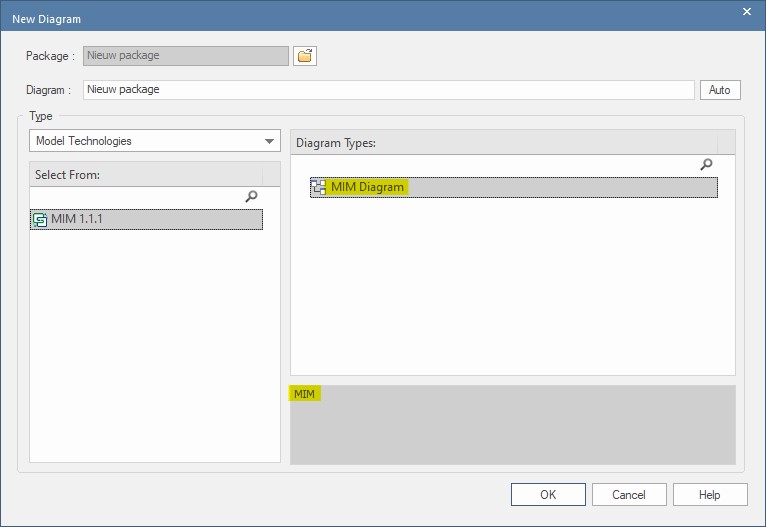 New Diagram
Package : Nieuw package
Diagram : Nieuw package Auto
Type
Model Technologies
Select From:
MIM 1.1.1
Diagram Types:
MIM Diagram
MIM
OK Cancel Help